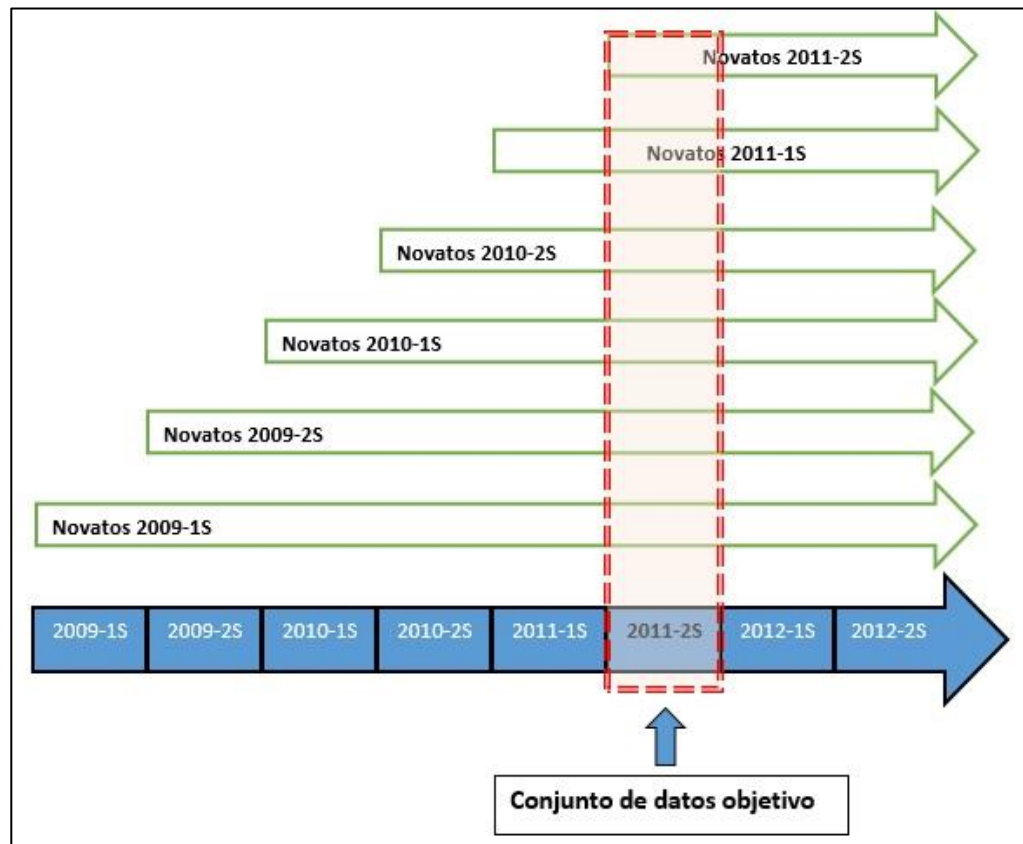 Novatos 2011-2S
Novatos 2011-1S
Novatos 2010-2S
Novatos 2010-1S
Novatos 2009-2S
Novatos 2009-1S
2009-1S 2009-2S 2010-1S 2010-2S 2011-1S 2011-2S 2012-1S 2012-2S
Conjunto de datos objetivo